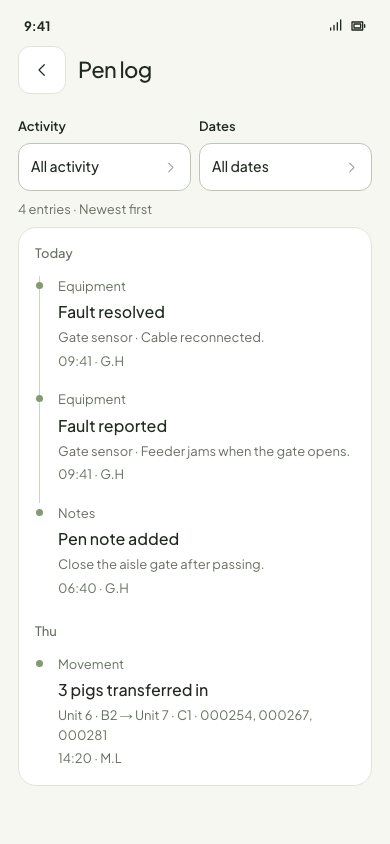 9:41
Pen log
Activity
Dates
All activity
All dates
4 entries · Newest first
Today
Equipment
Fault resolved
Gate sensor · Cable reconnected.
09:41 · G.H
Equipment
Fault reported
Gate sensor · Feeder jams when the gate opens.
09:41 · G.H
Notes
Pen note added
Close the aisle gate after passing.
06:40 · G.H
Thu
Movement
3 pigs transferred in
Unit 6 · B2 → Unit 7 · C1 · 000254, 000267,
000281
14:20 · M.L